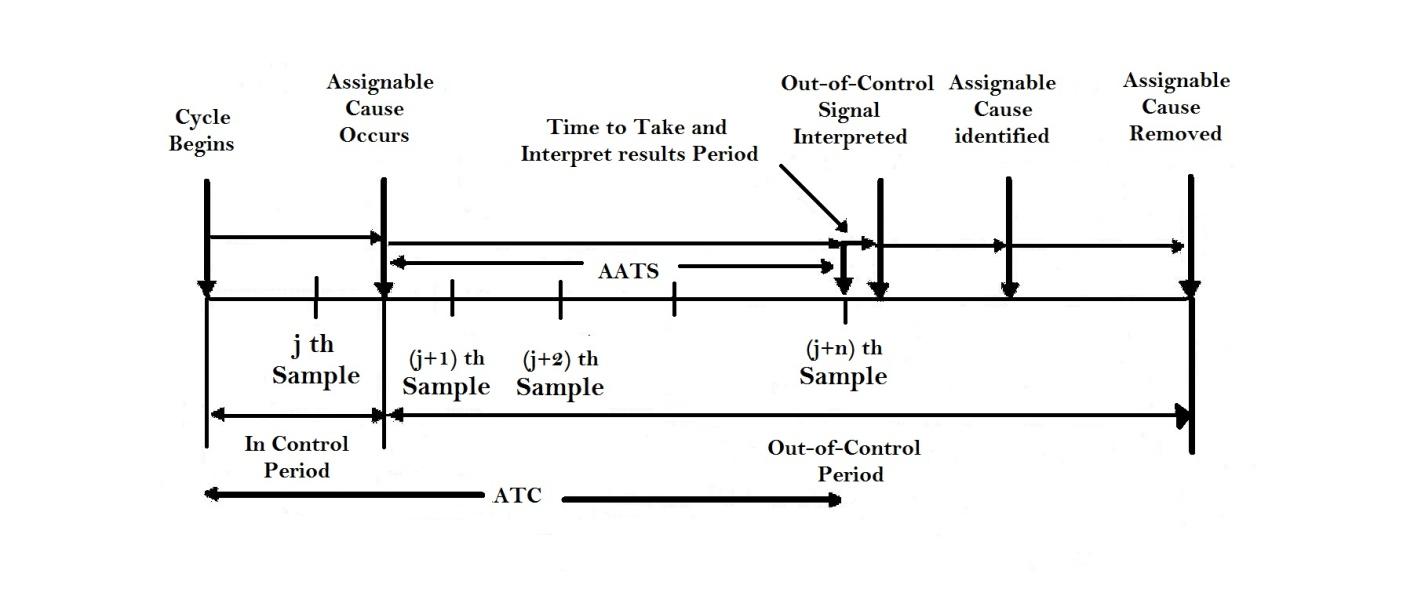 Cycle
Begins
Assignable
Cause
Occurs
Time to Take and
Interpret results Period
Out-of-Control
Signal
Interpreted
Assignable
Cause
identified
Assignable
Cause
Removed
AATS
j th
Sample
(j+1) th
Sample
(j+2) th
Sample
(j+n) th
Sample
In Control
Period
Out-of-Control
Period
ATC